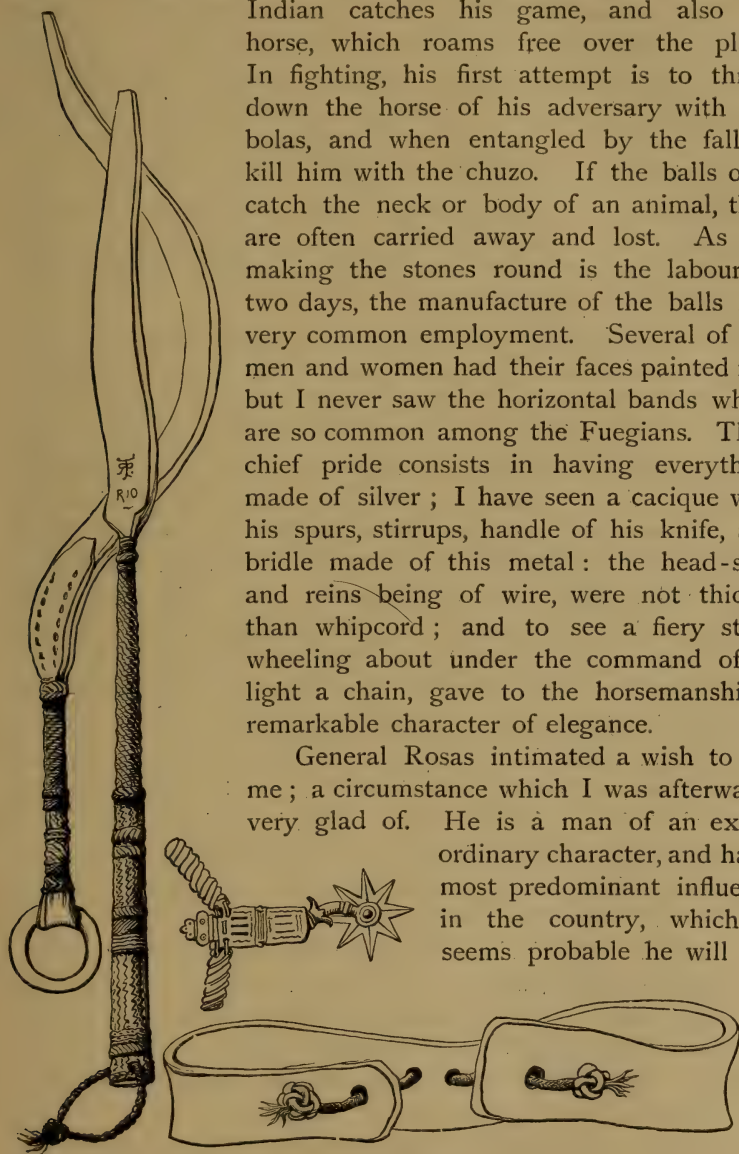 Indian catches his game, and also
horse, which roams free over the pl
In fighting, his first attempt is to thr
down the horse of his adversary with
bolas, and when entangled by the fall
kill him with the chuzo. If the balls o
catch the neck or body of an animal, t
are often carried away and lost. As
making the stones round is the labour
two days, the manufacture of the balls
very common employment. Several of
men and women had their faces painted
but I never saw the horizontal bands wh
are so common among the Fuegians. Th
chief pride consists in having everyth
made of silver; I have seen a cacique w
his spurs, stirrups, handle of his knife,
bridle made of this metal: the head-s
and reins being of wire, were not thic
than whipcord; and to see a fiery st
wheeling about under the command of
light a chain, gave to the horsemanshi
remarkable character of elegance.
General Rosas intimated a wish to
me; a circumstance which I was afterwa
very glad of. He is a man of an ex
ordinary character, and ha
most predominant influe
in the country, which
seems probable he will
RIO